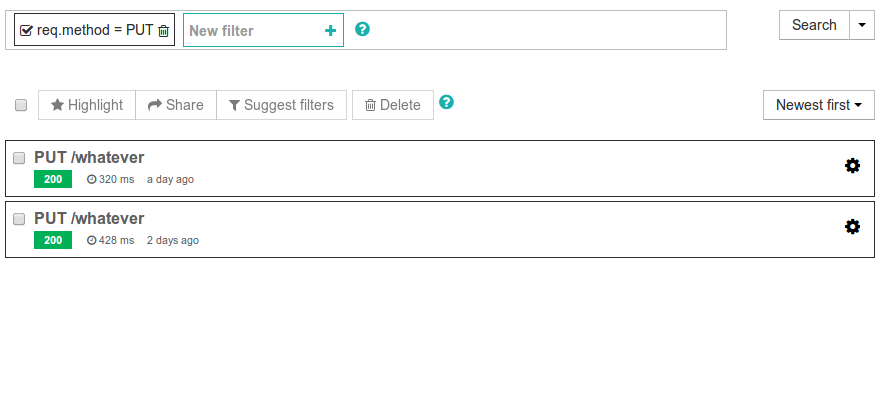 req.method = PUT New filter + ? Search
Highlight Share Suggest filters Delete ? Newest first
PUT /whatever
200 320 ms a day ago
PUT /whatever
200 428 ms 2 days ago